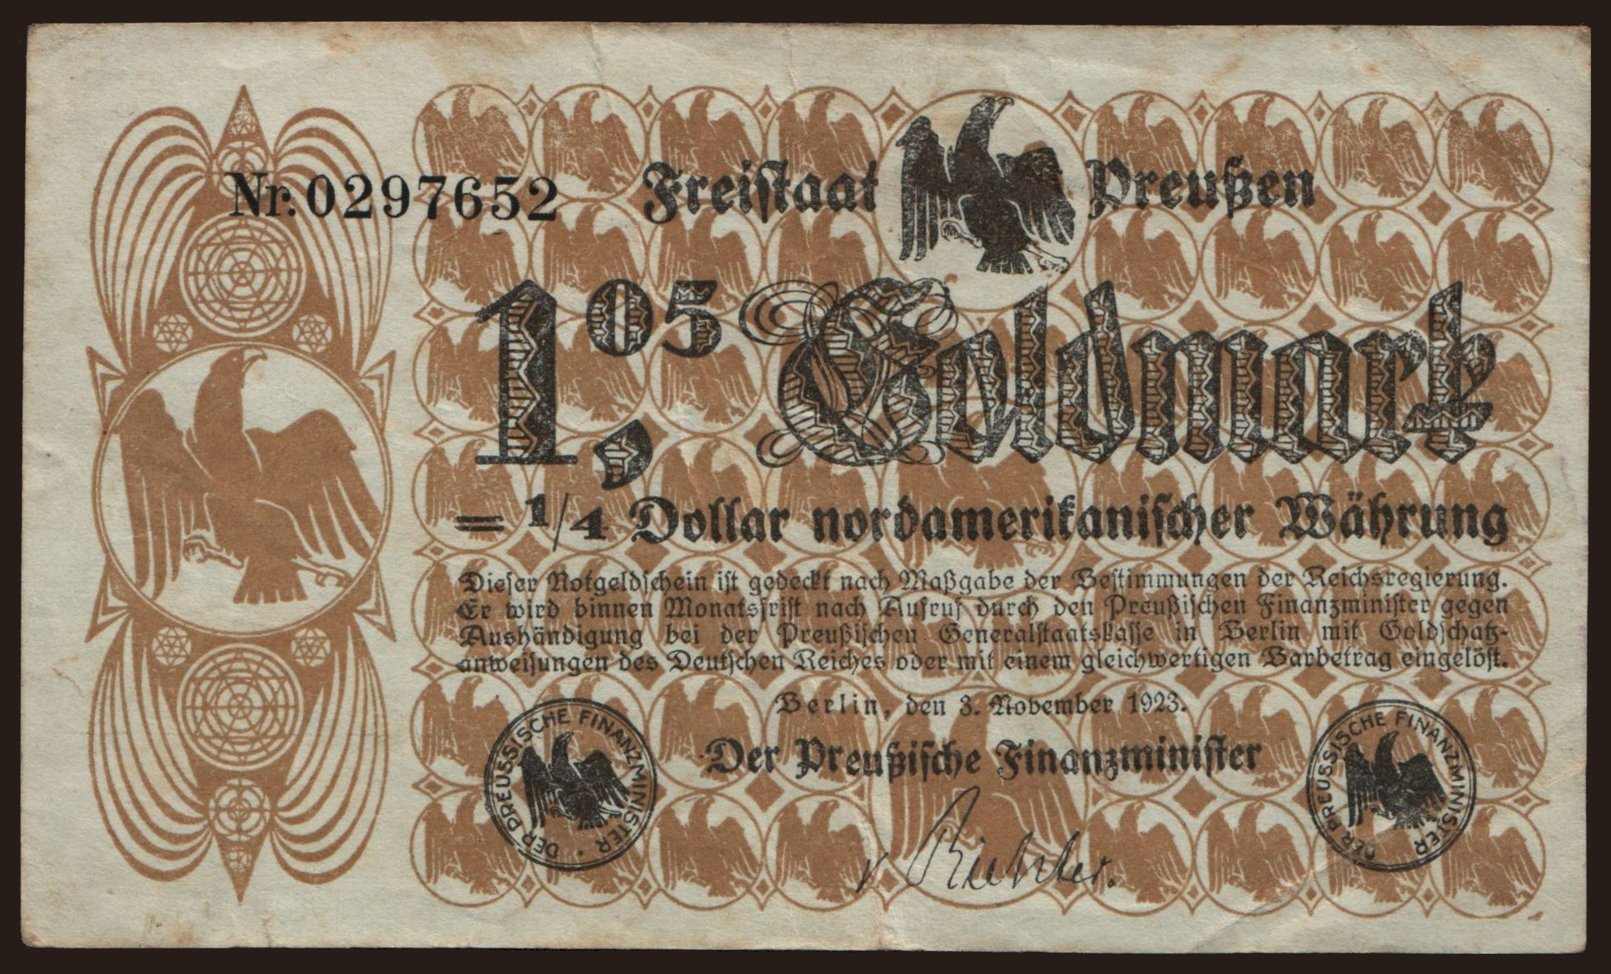 Nr. 0297652
Freistaat Preußen
1,05 Goldmark
= 1/4 Dollar nordamerikanischer Währung
Dieser Notgeldschein ist gedeckt nach Maßgabe der Bestimmungen der Reichsregierung.
Er wird binnen Monatsfrist nach Aufruf durch den Preußischen Finanzminister gegen
Aushändigung bei der Preußischen Generalstaatskasse in Berlin mit Goldschatz-
anweisungen des Deutschen Reiches oder mit einem gleichwertigen Barbetrag eingelöst.
Berlin, den 3. November 1923.
Der Preußische Finanzminister
DER PREUSSISCHE FINANZMINISTER
DER PREUSSISCHE FINANZMINISTER
v. Richter.